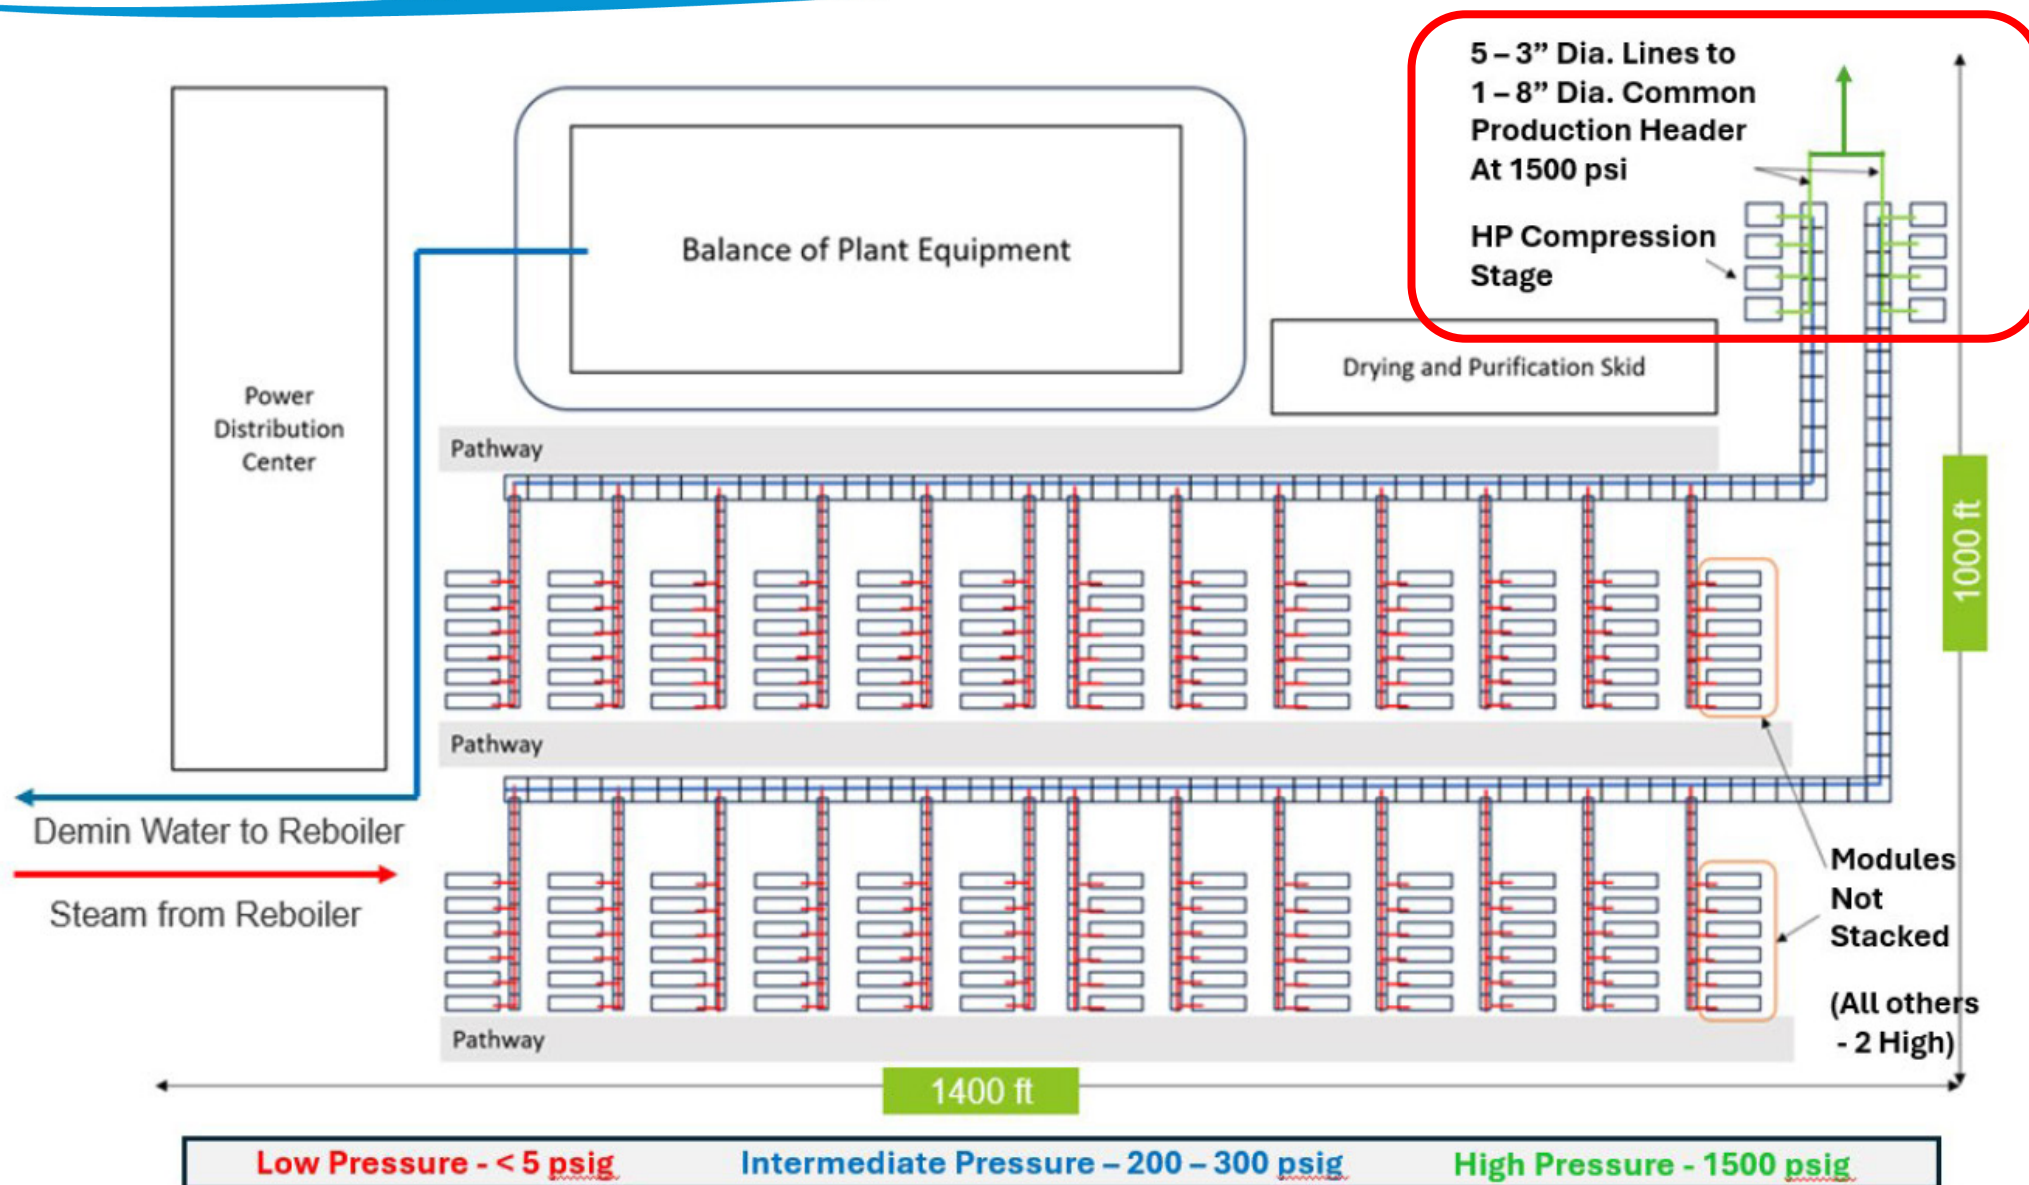 5 – 3” Dia. Lines to
1 – 8” Dia. Common
Production Header
At 1500 psi
HP Compression
Stage
Balance of Plant Equipment
Drying and Purification Skid
Power
Distribution
Center
Pathway
1000 ft
Pathway
Demin Water to Reboiler
Steam from Reboiler
Modules
Not
Stacked
(All others
- 2 High)
Pathway
1400 ft
Low Pressure - < 5 psig
Intermediate Pressure – 200 – 300 psig
High Pressure - 1500 psig